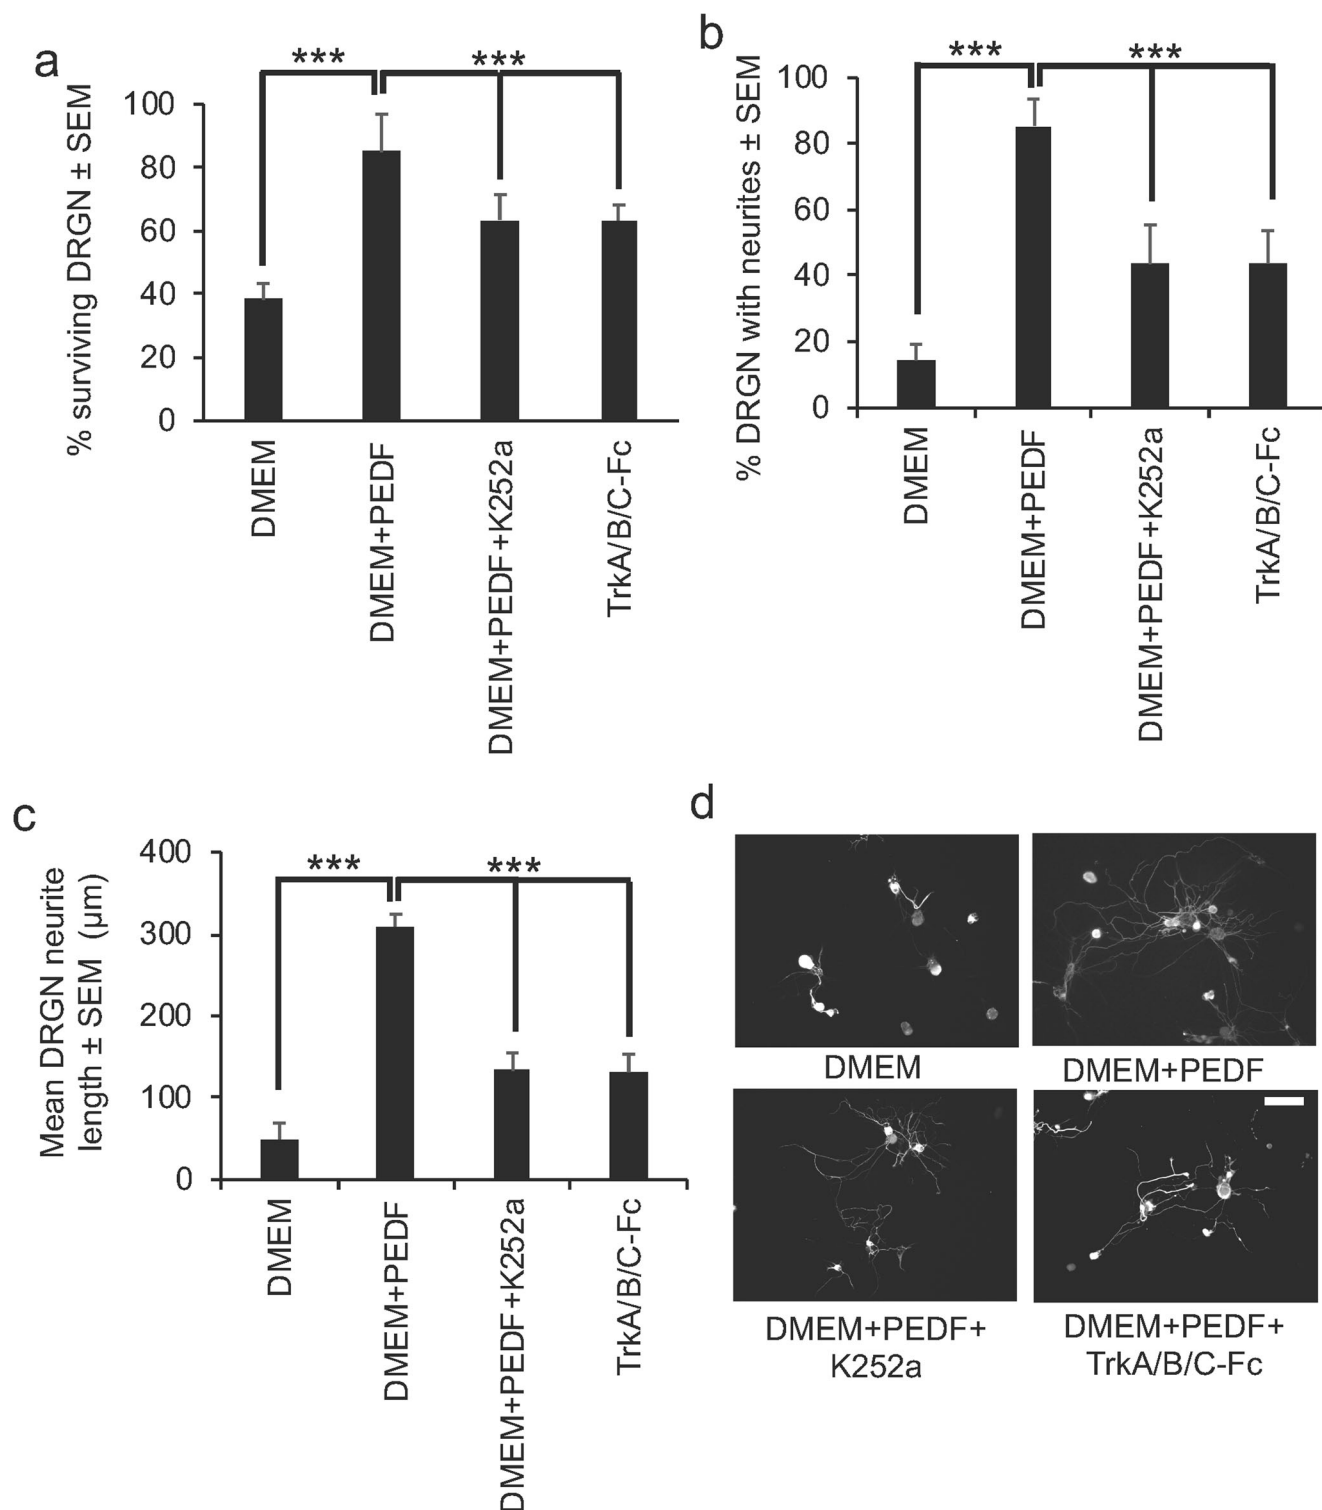 a
% surviving DRGN ± SEM
100
80
60
40
20
0
***
***
DMEM
DMEM+PEDF
DMEM+PEDF+K252a
TrkA/B/C-Fc
b
% DRGN with neurites ± SEM
100
80
60
40
20
0
***
***
DMEM
DMEM+PEDF
DMEM+PEDF+K252a
TrkA/B/C-Fc
c
Mean DRGN neurite
length ± SEM (µm)
400
300
200
100
0
***
***
DMEM
DMEM+PEDF
DMEM+PEDF+K252a
TrkA/B/C-Fc
d
DMEM
DMEM+PEDF
DMEM+PEDF+
K252a
DMEM+PEDF+
TrkA/B/C-Fc